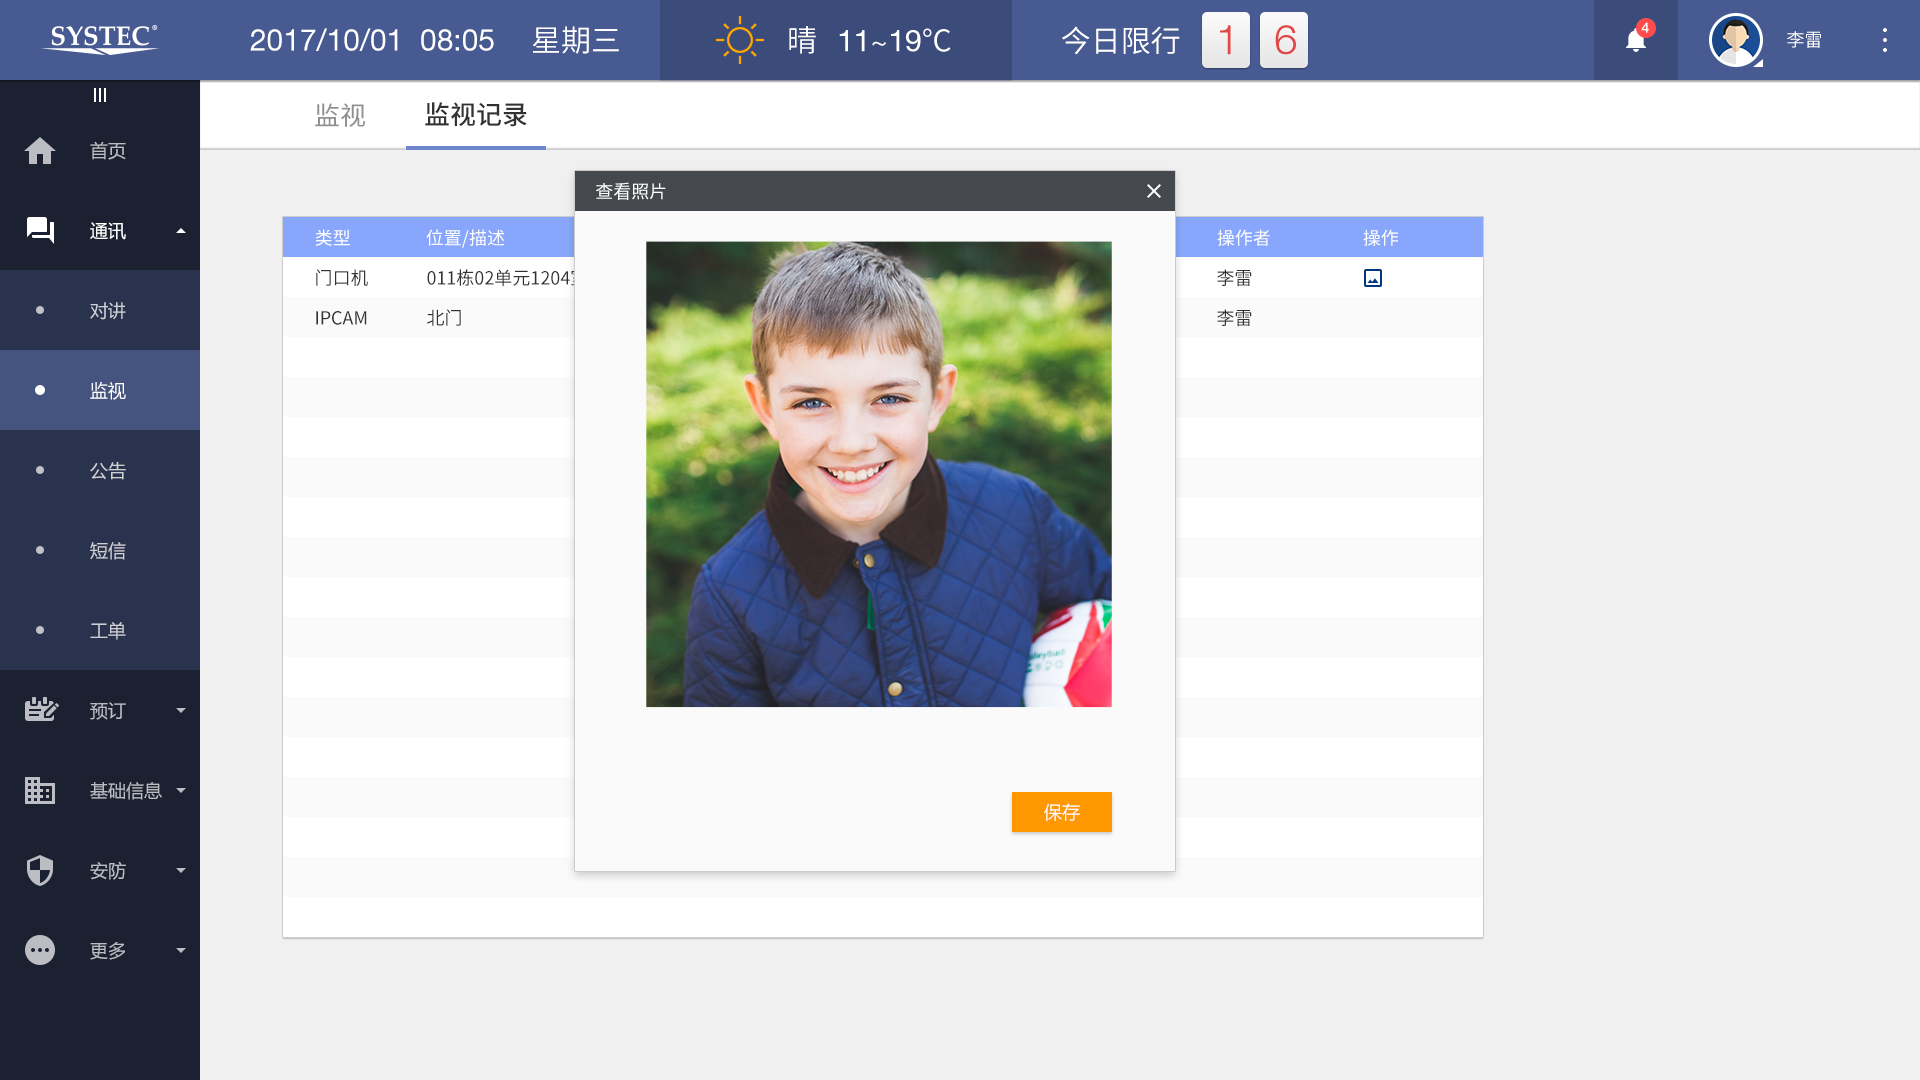 SYSTEC®
2017/10/01 08:05 星期三
晴 11~19℃
今日限行 1 6
4
李雷
监视 监视记录
首页
通讯
对讲
监视
公告
短信
工单
预订
基础信息
安防
更多
查看照片
类型 位置/描述 操作者 操作
门口机 011栋02单元1204 李雷
IPCAM 北门 李雷
保存